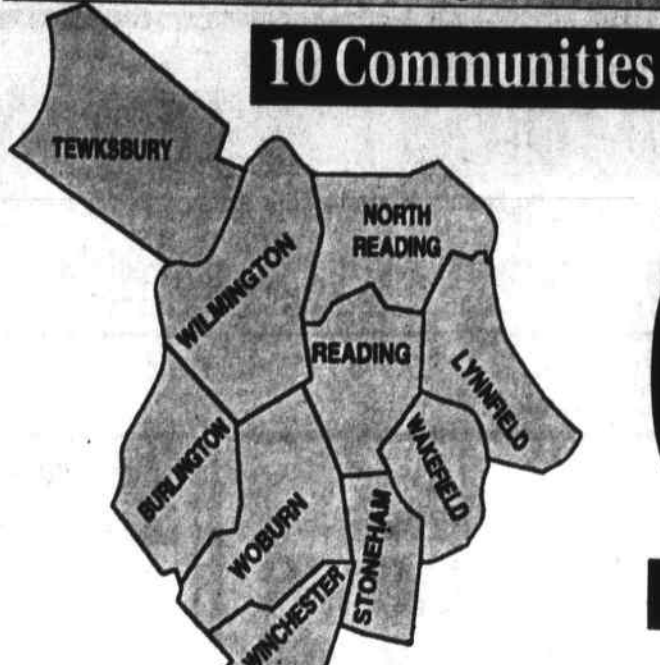 10 Communities
TEWKSBURY
NORTH
READING
WILMINGTON
READING
LYNNFIELD
BURLINGTON
WAKEFIELD
WOBURN
STONEHAM
WINCHESTER